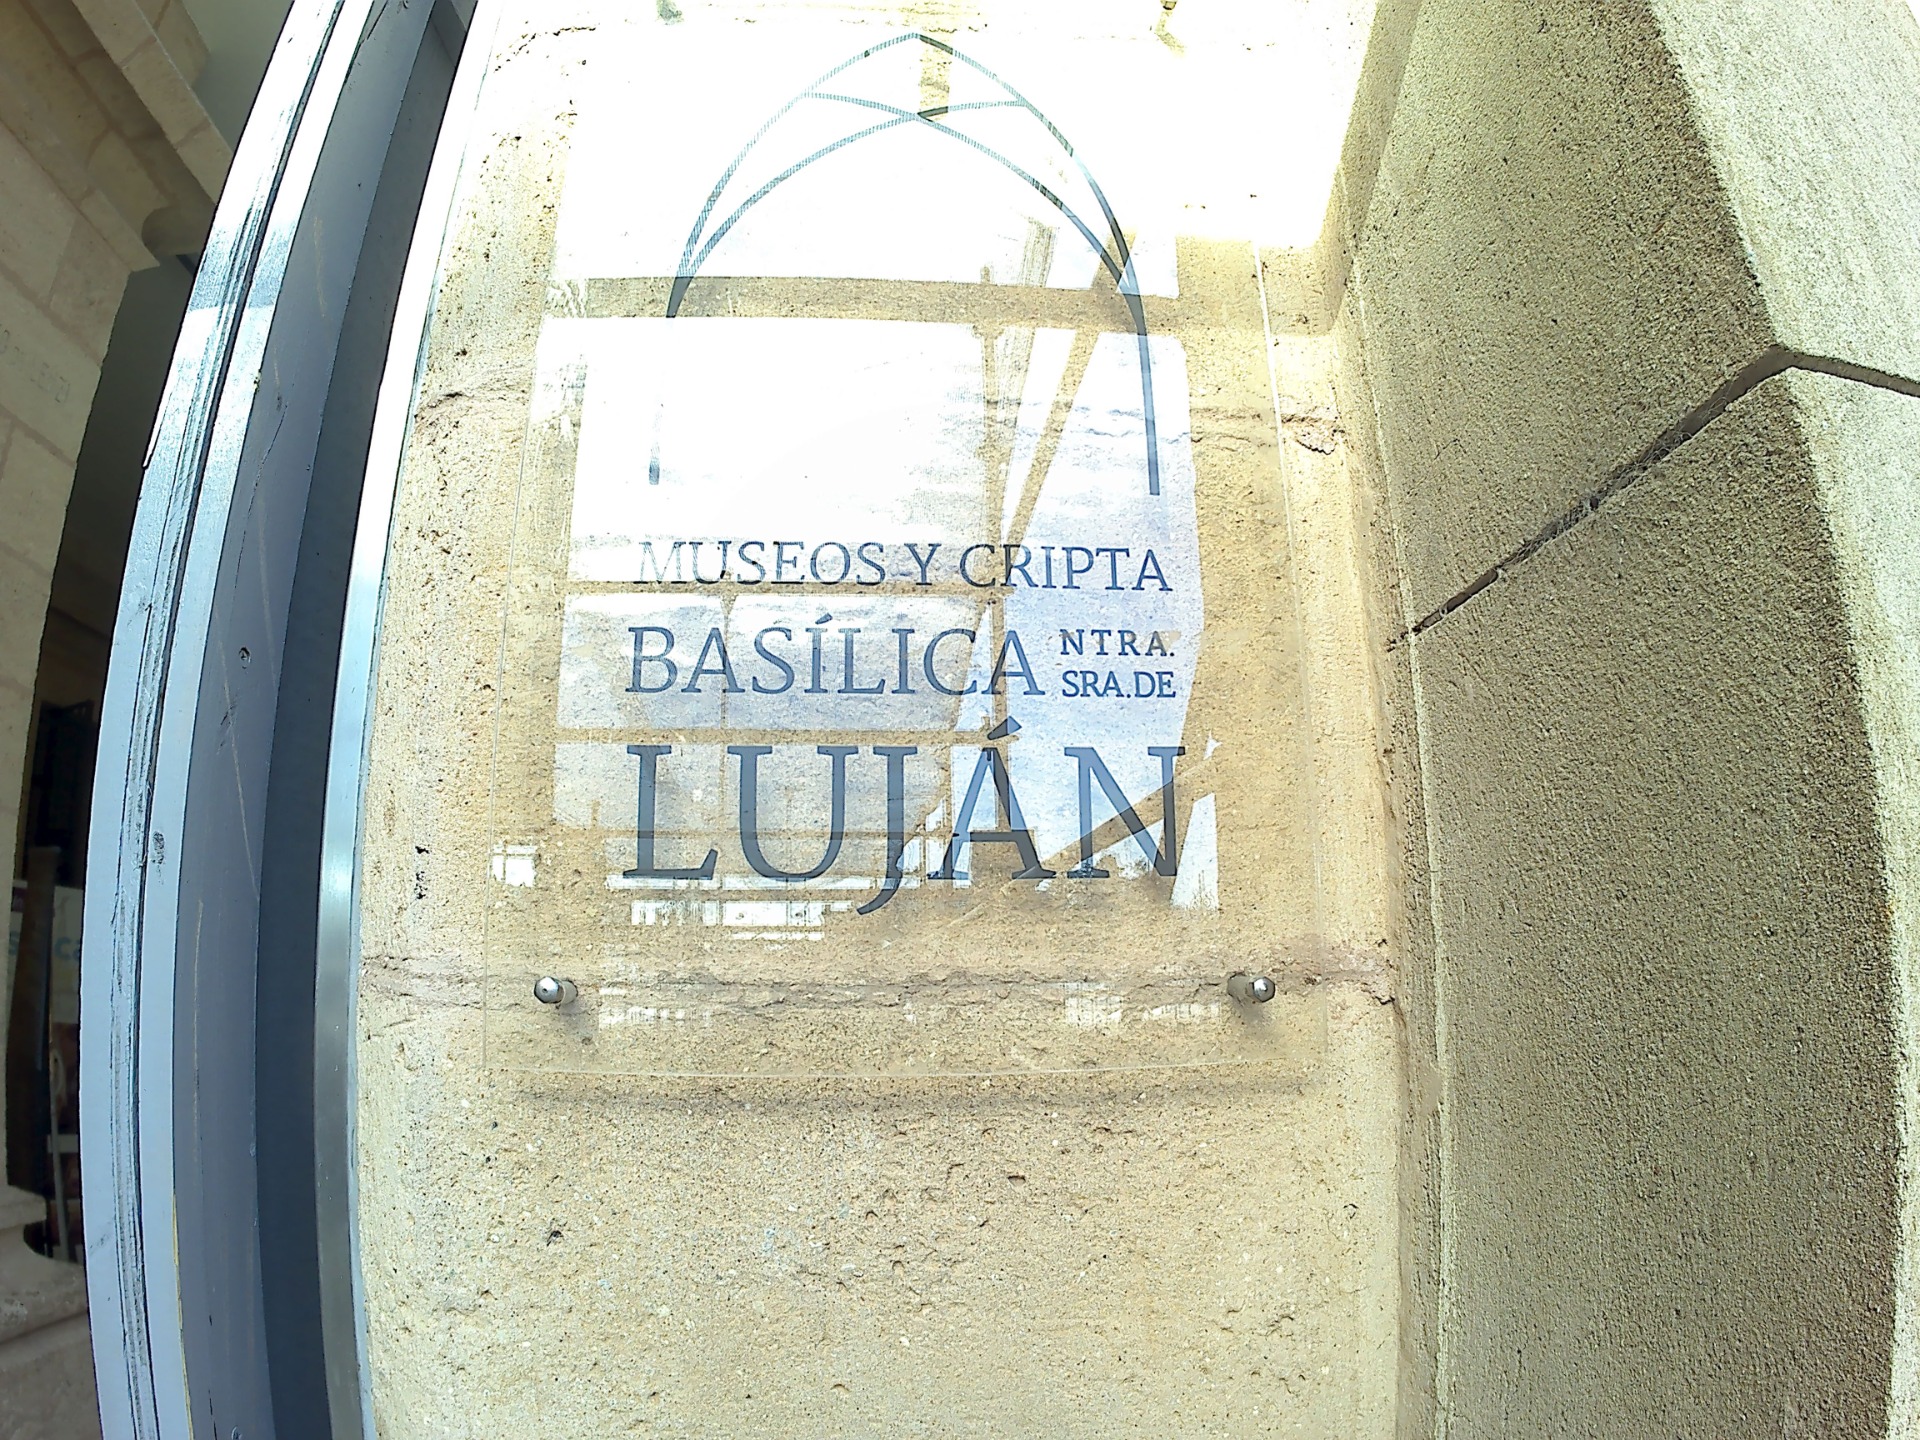 MUSEOS Y CRIPTA
BASÍLICA NTRA. SRA.DE
LUJÁN